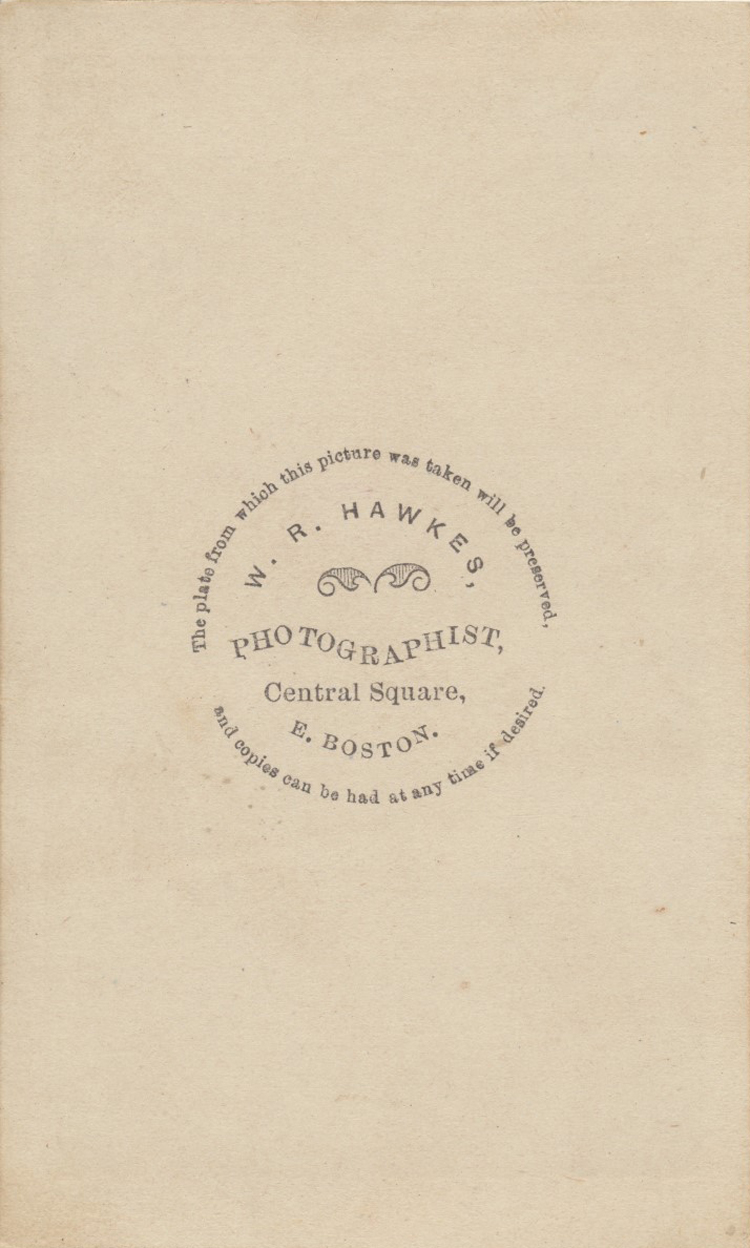 The plate from which this picture was taken will be preserved,
W. R. HAWKES,
PHOTOGRAPHIST,
Central Square,
E. BOSTON.
and copies can be had at any time if desired.